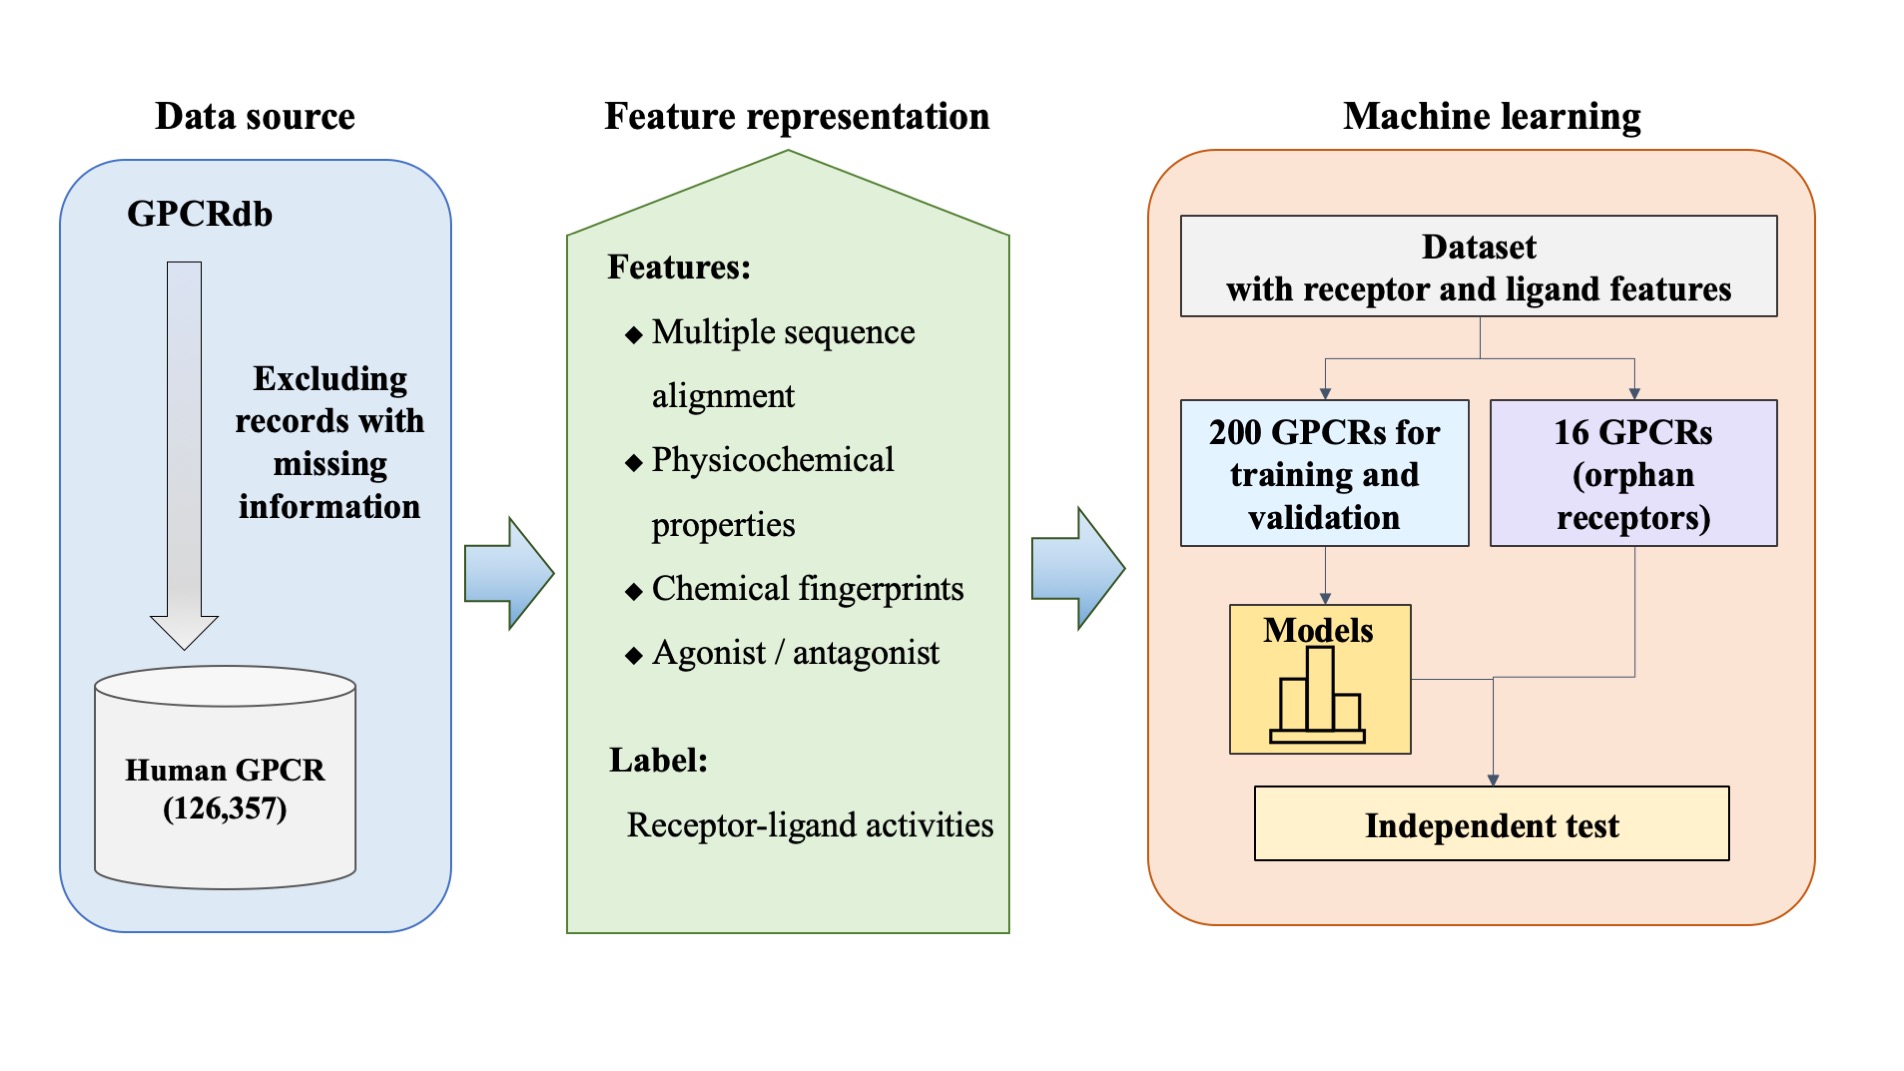 Data source
GPCRdb
Excluding
records with
missing
information
Human GPCR
(126,357)
Feature representation
Features:
◆ Multiple sequence
alignment
◆ Physicochemical
properties
◆ Chemical fingerprints
◆ Agonist / antagonist
Label:
Receptor-ligand activities
Machine learning
Dataset
with receptor and ligand features
200 GPCRs for
training and
validation
16 GPCRs
(orphan
receptors)
Models
Independent test